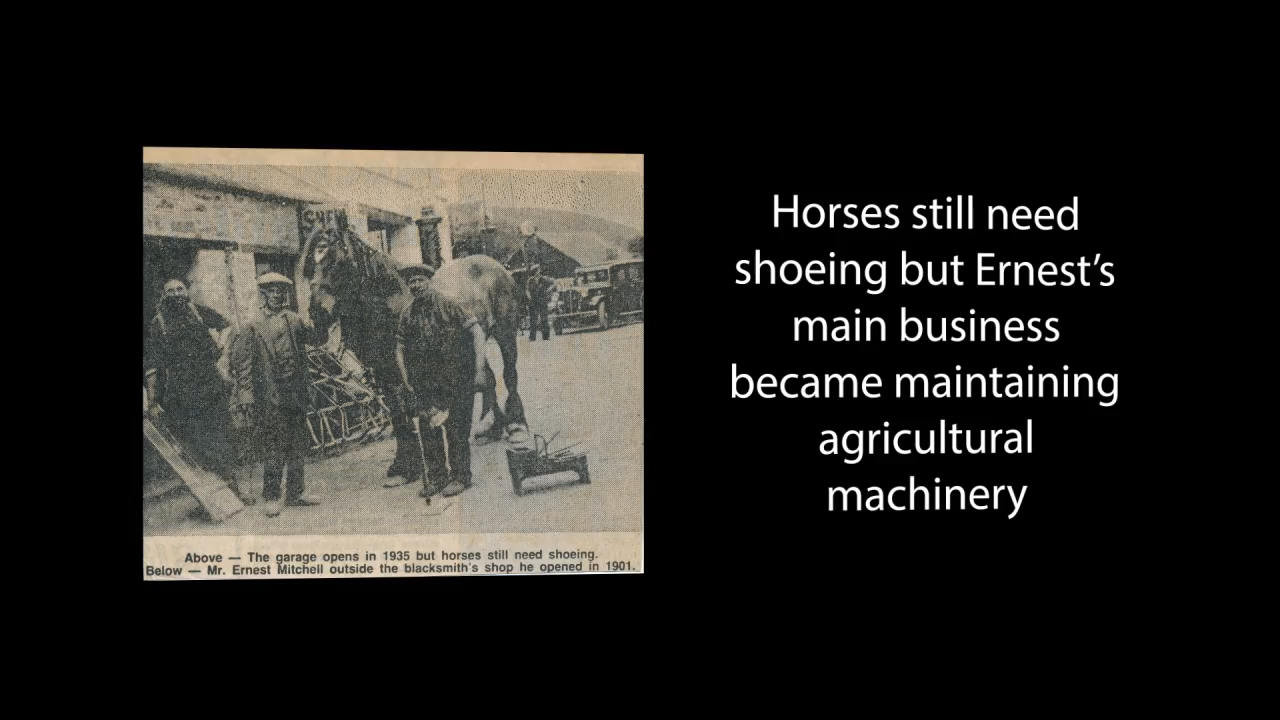 Above — The garage opens in 1935 but horses still need shoeing.
Below — Mr. Ernest Mitchell outside the blacksmith's shop he opened in 1901.
Horses still need
shoeing but Ernest’s
main business
became maintaining
agricultural
machinery